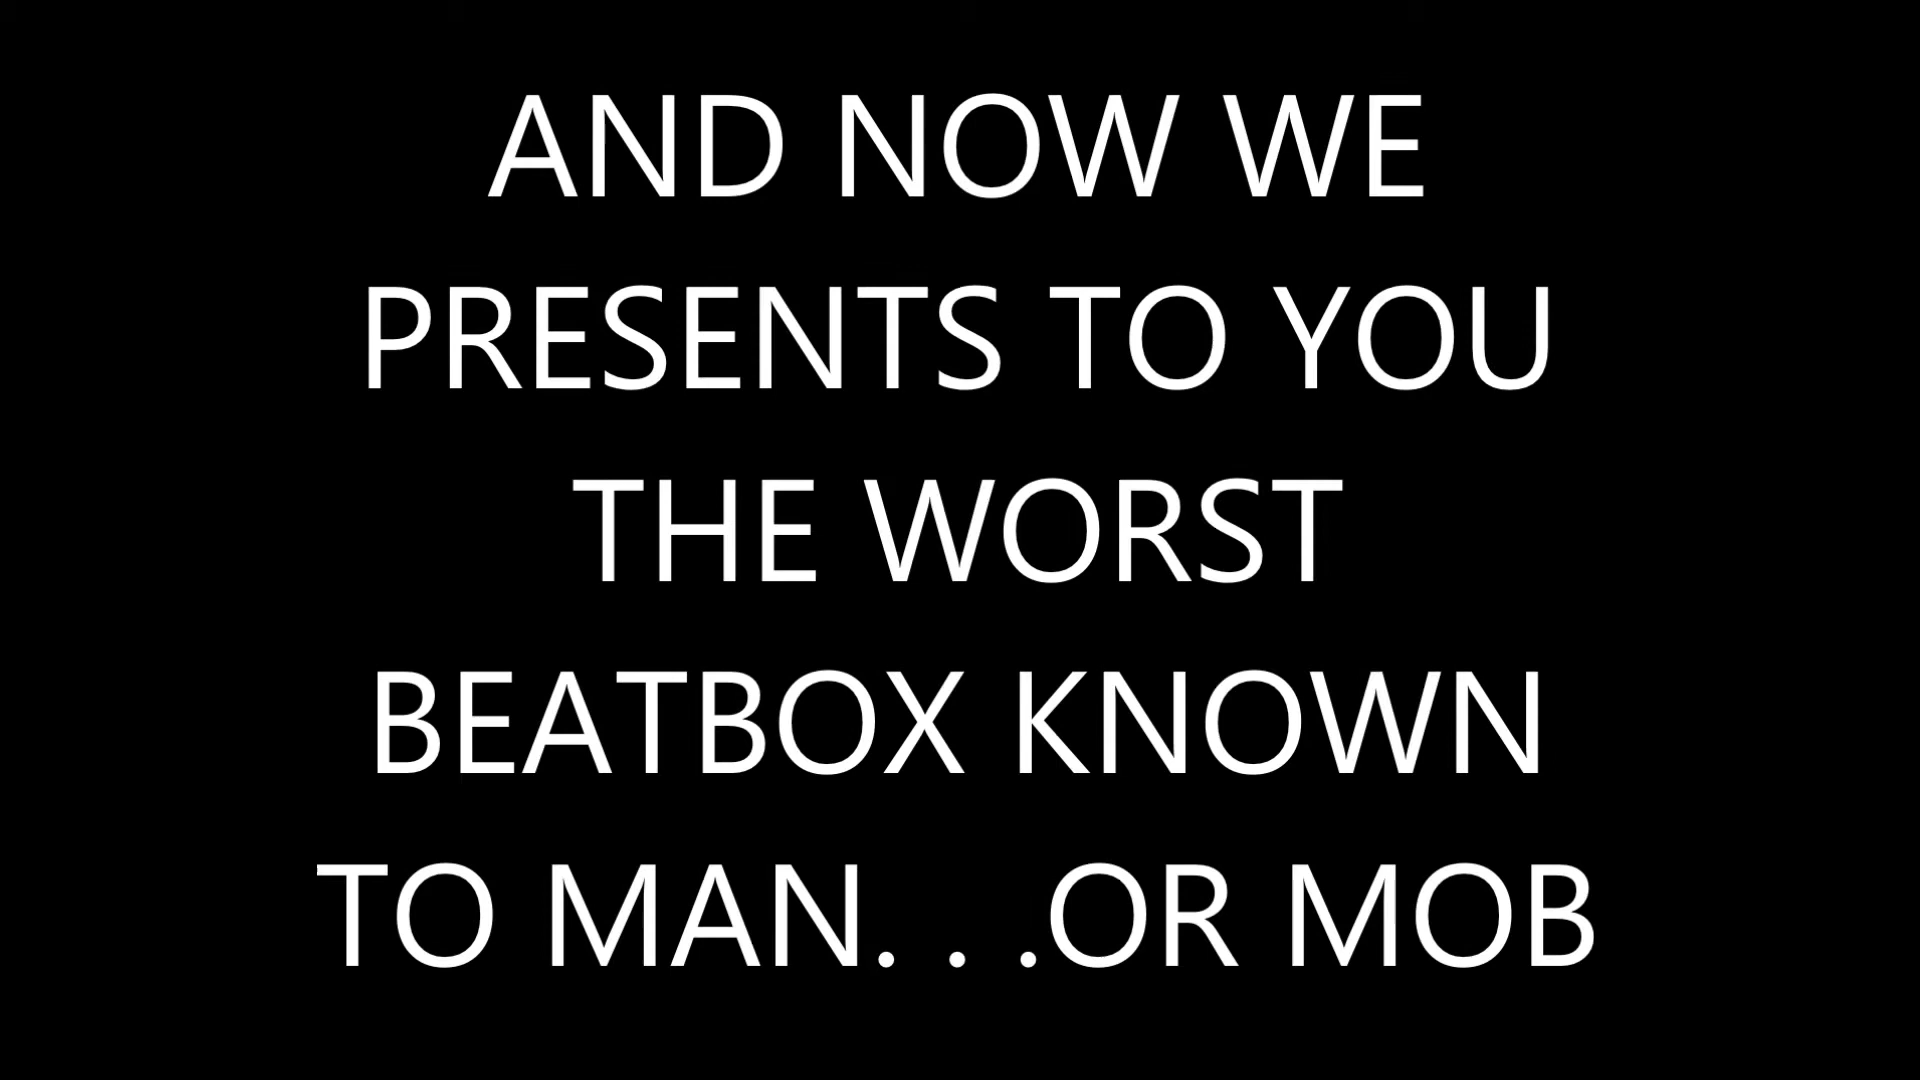 AND NOW WE
PRESENTS TO YOU
THE WORST
BEATBOX KNOWN
TO MAN. . .OR MOB